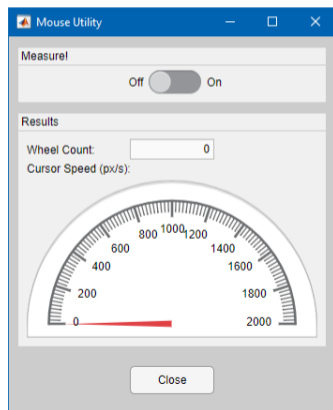 Mouse Utility
Measure!
Off On
Results
Wheel Count: 0
Cursor Speed (px/s):
0
200
400
600
800
1000
1200
1400
1600
1800
2000
Close